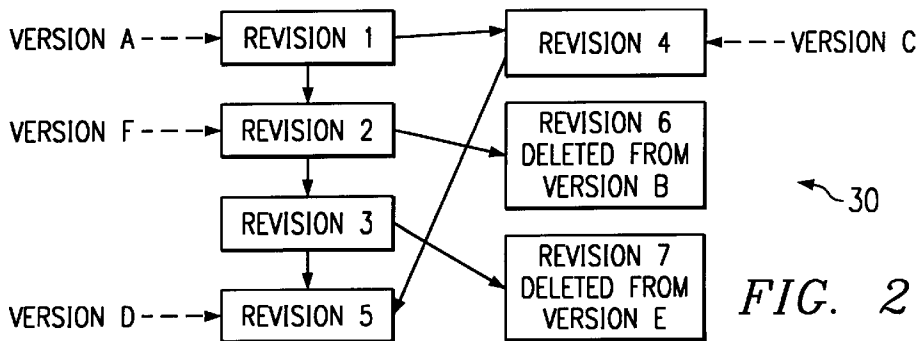 VERSION A
REVISION 1
REVISION 4
VERSION C
VERSION F
REVISION 2
REVISION 6
DELETED FROM
VERSION B
30
REVISION 3
REVISION 7
DELETED FROM
VERSION E
VERSION D
REVISION 5
FIG. 2